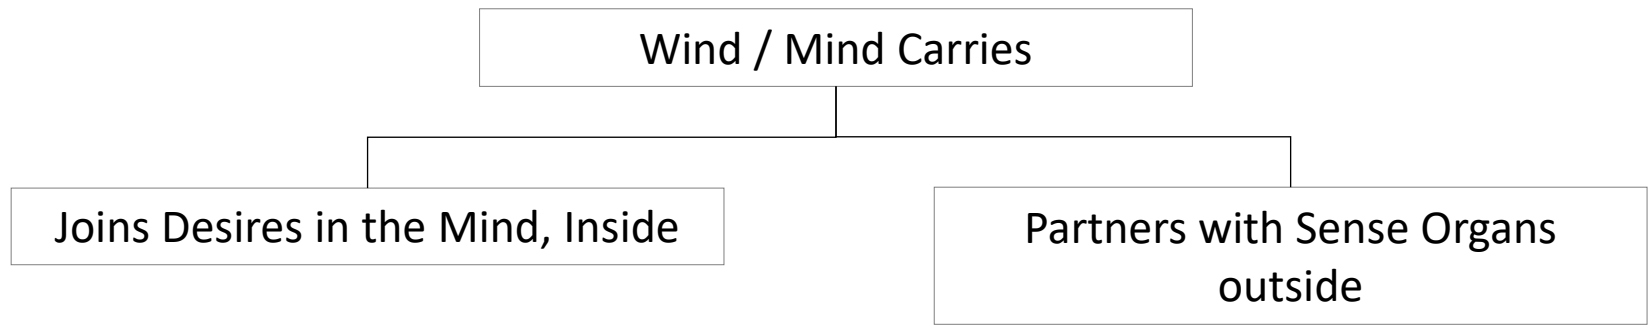 Wind / Mind Carries
Joins Desires in the Mind, Inside
Partners with Sense Organs
outside